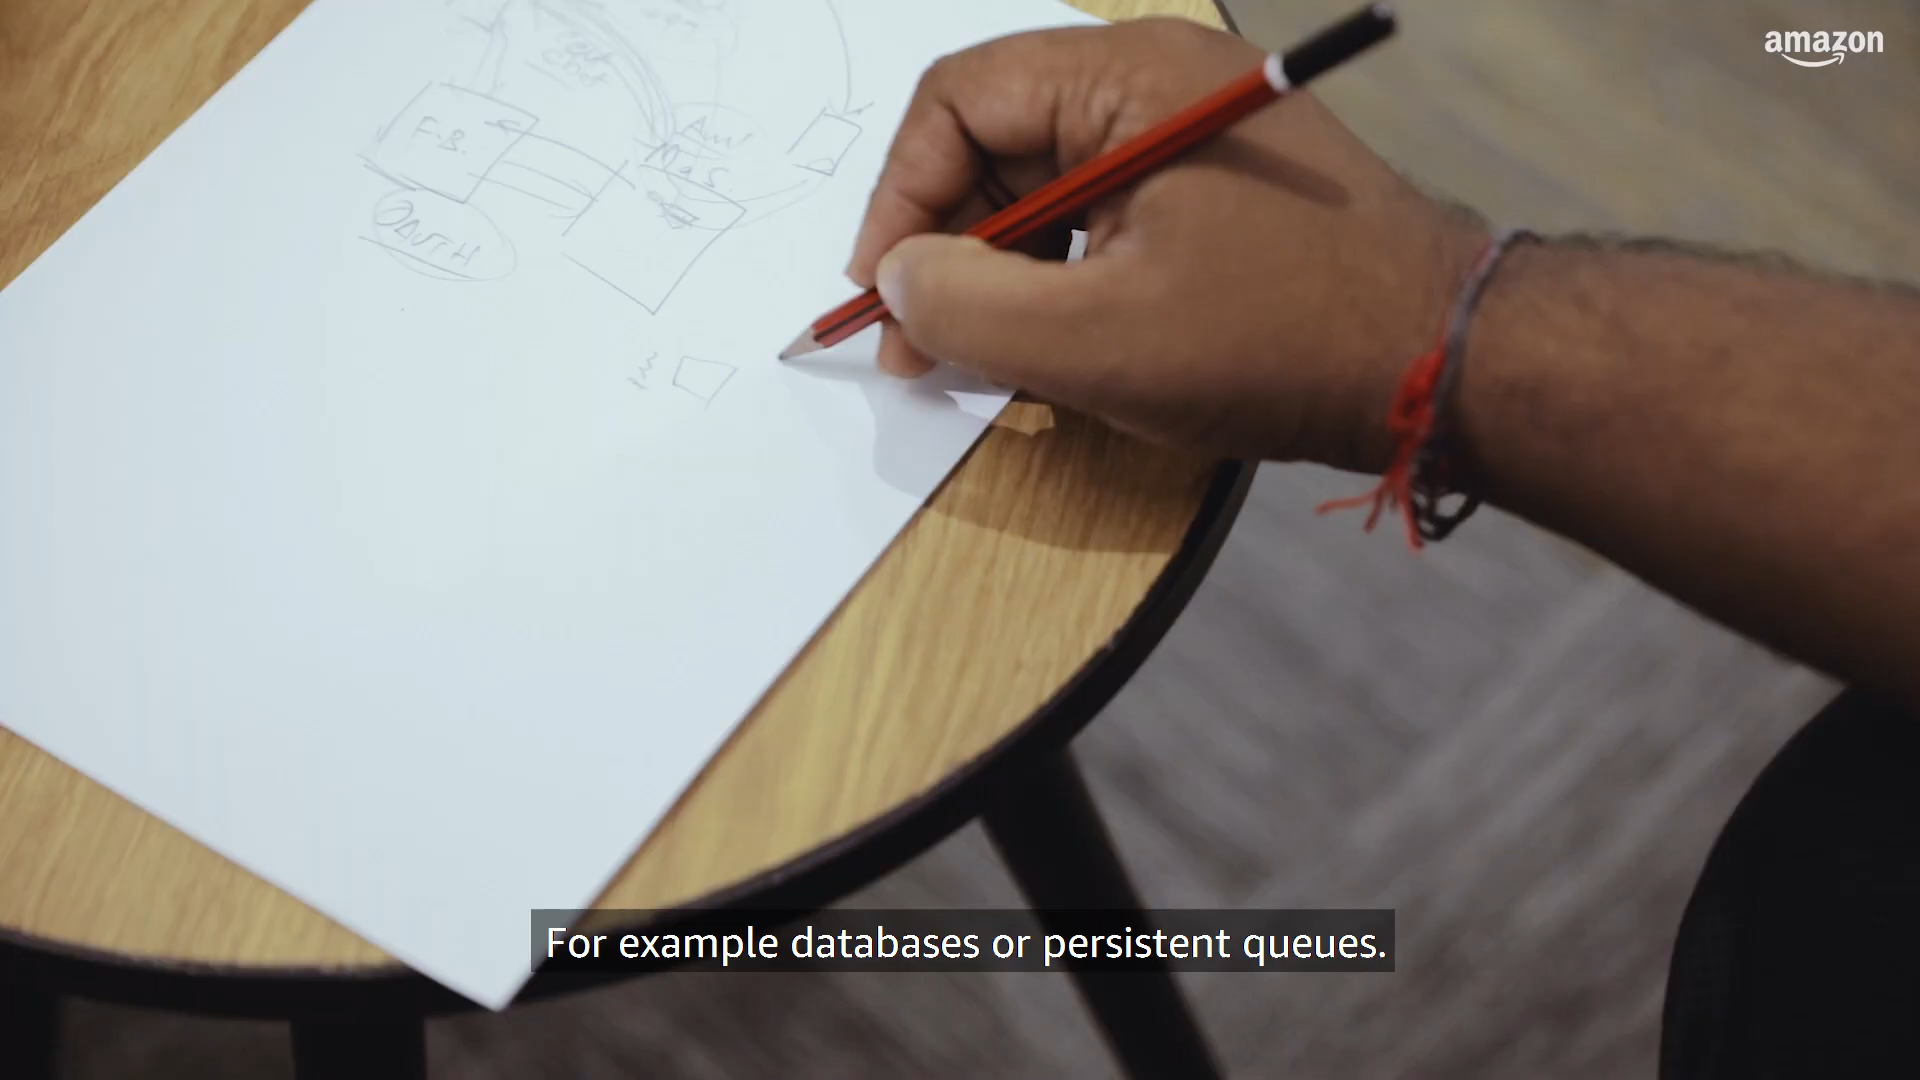 amazon
F.B.
OAUTH
For example databases or persistent queues.